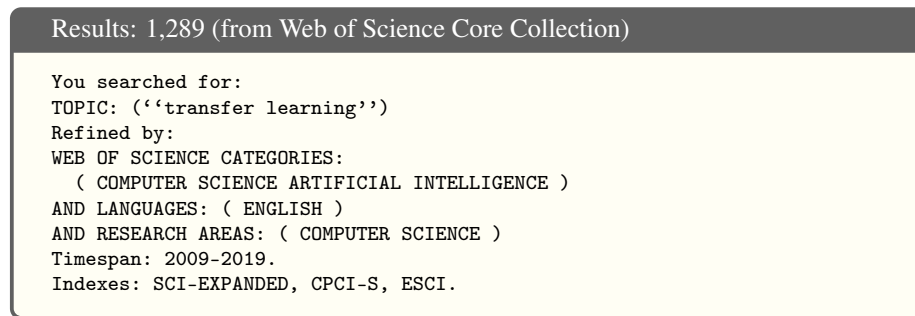 Results: 1,289 (from Web of Science Core Collection)
You searched for:
TOPIC: (‘‘transfer learning’’)
Refined by:
WEB OF SCIENCE CATEGORIES:
( COMPUTER SCIENCE ARTIFICIAL INTELLIGENCE )
AND LANGUAGES: ( ENGLISH )
AND RESEARCH AREAS: ( COMPUTER SCIENCE )
Timespan: 2009-2019.
Indexes: SCI-EXPANDED, CPCI-S, ESCI.